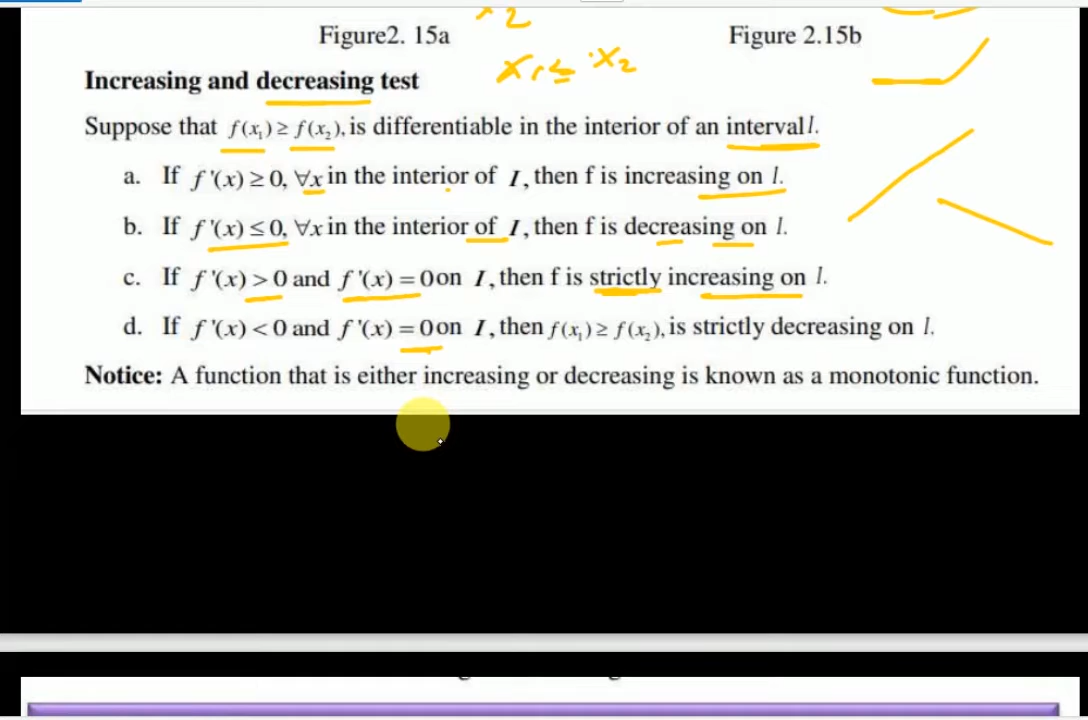 x2
Figure2. 15a Figure 2.15b
x1 ≤ x2
Increasing and decreasing test
Suppose that f(x₁) ≥ f(x₂), is differentiable in the interior of an interval I.
a. If f '(x) ≥ 0, ∀x in the interior of I, then f is increasing on I.
b. If f '(x) ≤ 0, ∀x in the interior of I, then f is decreasing on I.
c. If f '(x) > 0 and f '(x) = 0 on I, then f is strictly increasing on I.
d. If f '(x) < 0 and f '(x) = 0 on I, then f(x₁) ≥ f(x₂), is strictly decreasing on I.
Notice: A function that is either increasing or decreasing is known as a monotonic function.